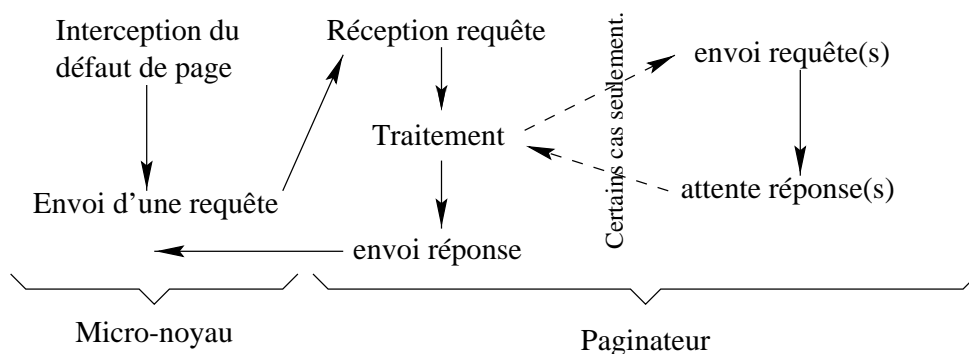 Interception du
défaut de page
Envoi d'une requête
Réception requête
Traitement
envoi réponse
Certains cas seulement.
envoi requête(s)
attente réponse(s)
Micro-noyau
Paginateur